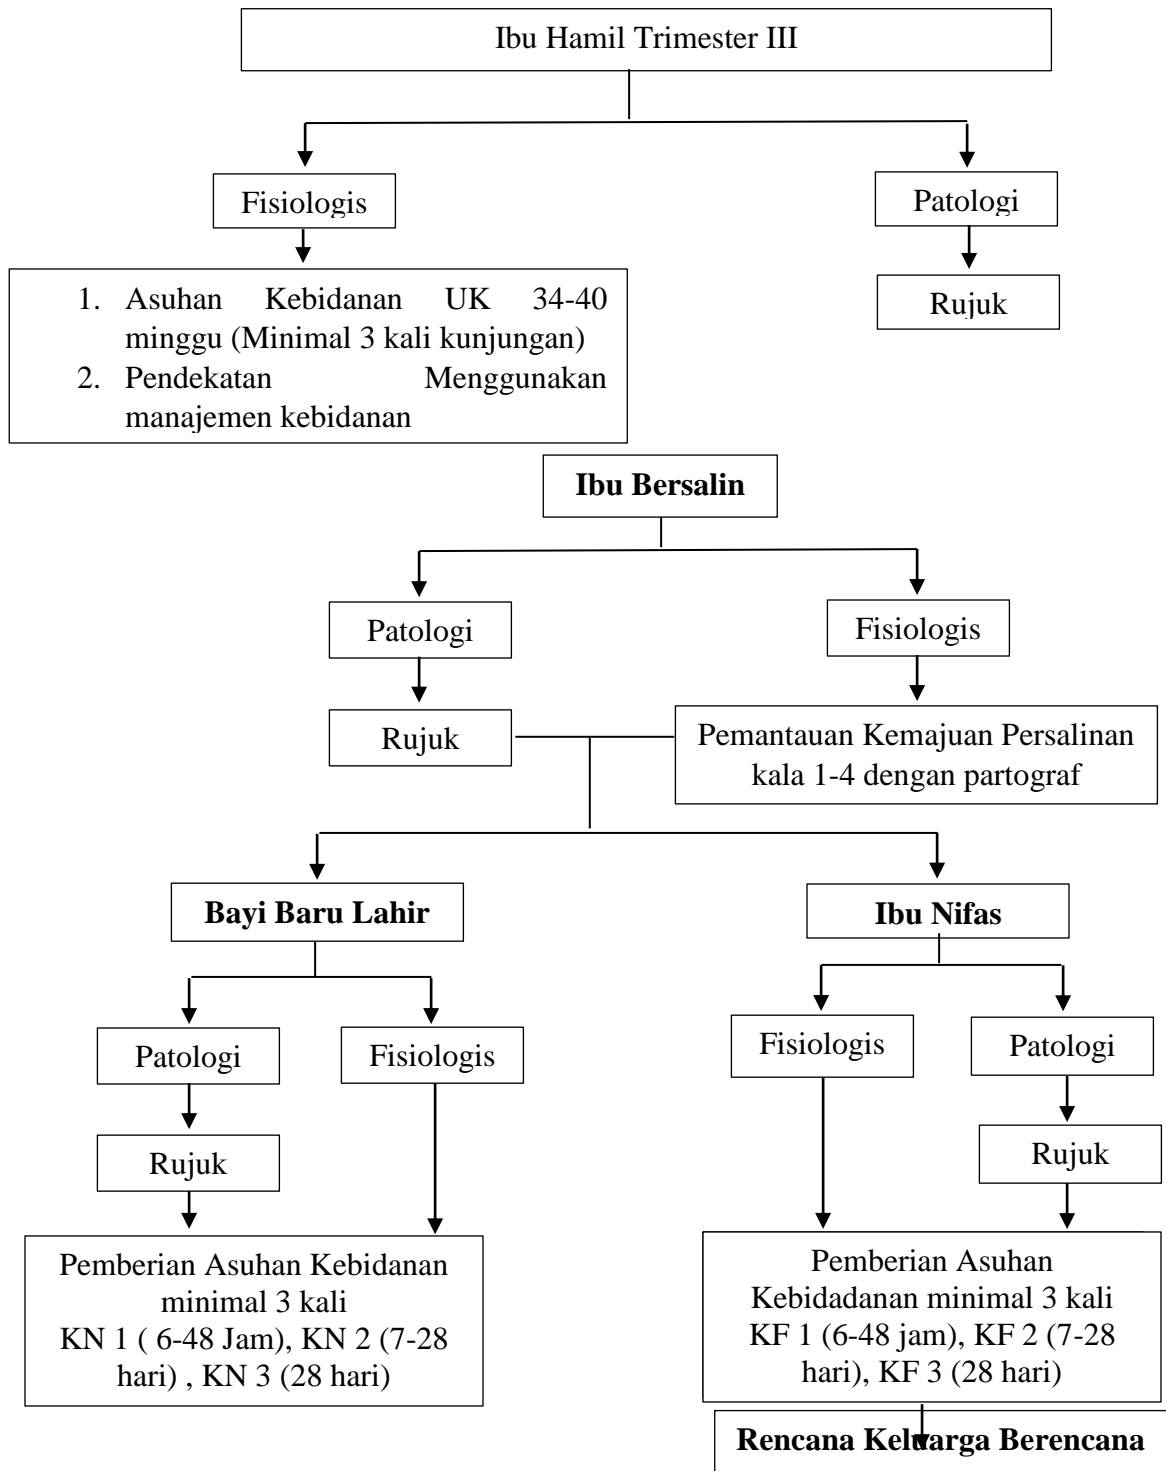 Ibu Hamil Trimester III
Fisiologis
Patologi
Rujuk
1. Asuhan Kebidanan UK 34-40
minggu (Minimal 3 kali kunjungan)
2. Pendekatan Menggunakan
manajemen kebidanan
Ibu Bersalin
Patologi
Fisiologis
Rujuk
Pemantauan Kemajuan Persalinan
kala 1-4 dengan partograf
Bayi Baru Lahir
Ibu Nifas
Patologi
Fisiologis
Fisiologis
Patologi
Rujuk
Rujuk
Pemberian Asuhan Kebidanan
minimal 3 kali
KN 1 ( 6-48 Jam), KN 2 (7-28
hari) , KN 3 (28 hari)
Pemberian Asuhan
Kebidadanan minimal 3 kali
KF 1 (6-48 jam), KF 2 (7-28
hari), KF 3 (28 hari)
Rencana Keluarga Berencana